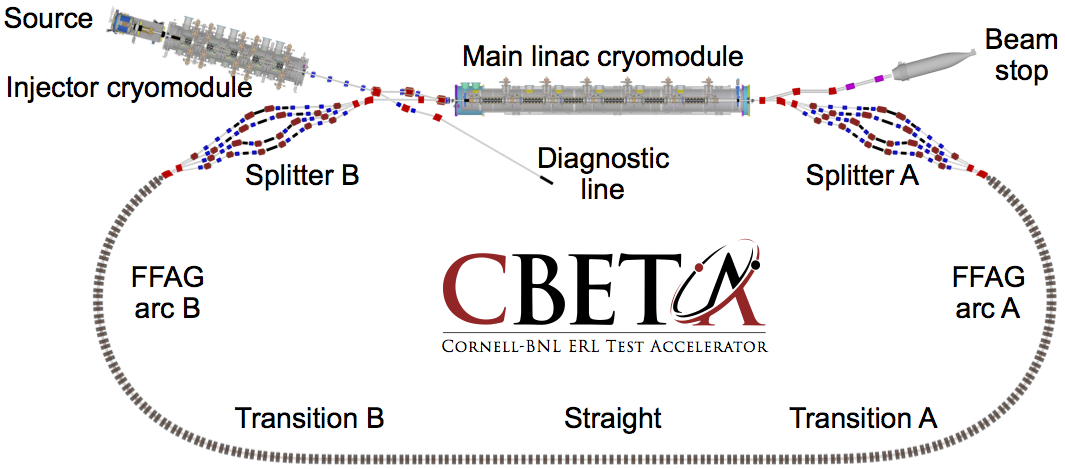 Source
Injector cryomodule
Main linac cryomodule
Beam
stop
Splitter B
Diagnostic
line
Splitter A
FFAG
arc B
CBETA
CORNELL-BNL ERL TEST ACCELERATOR
FFAG
arc A
Transition B
Straight
Transition A